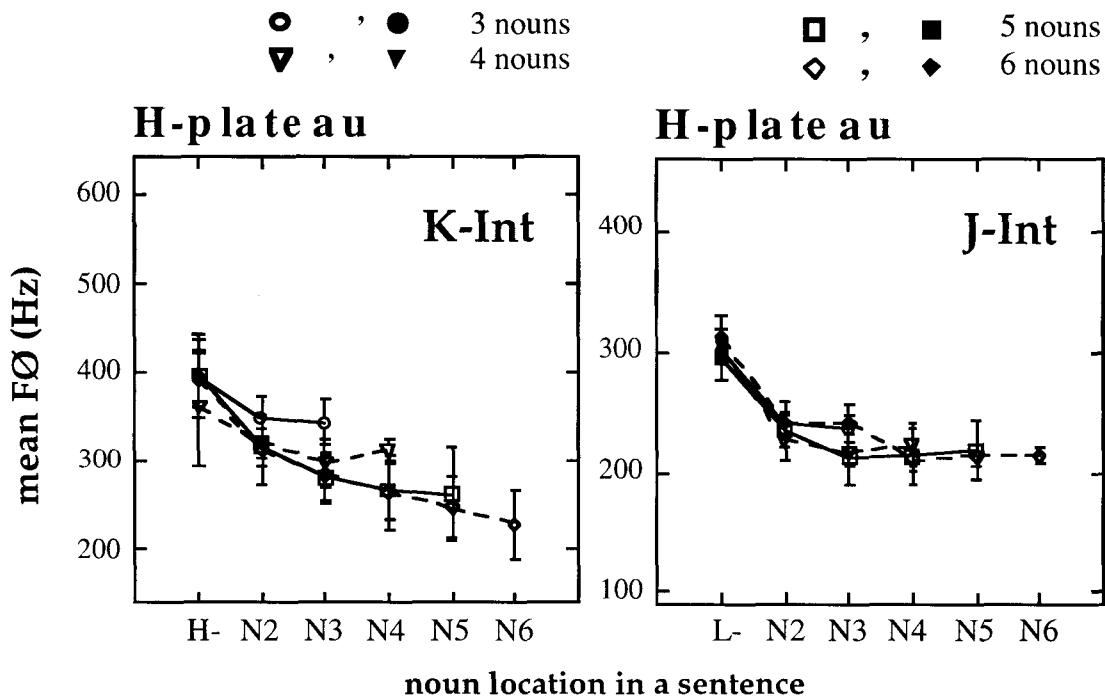 , 3 nouns
, 4 nouns
, 5 nouns
, 6 nouns
H-plateau
H-plateau
K-Int
J-Int
mean FØ (Hz)
600
500
400
300
200
400
300
200
100
H- N2 N3 N4 N5 N6
L- N2 N3 N4 N5 N6
noun location in a sentence